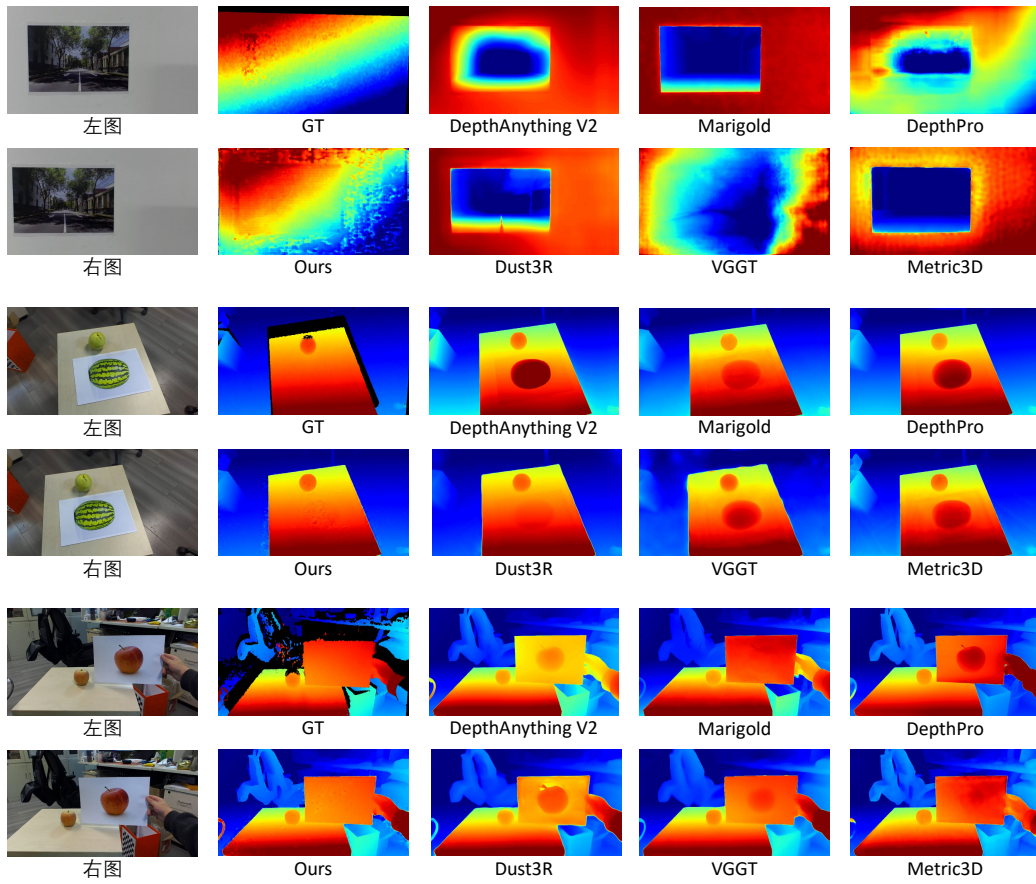 左图 GT DepthAnything V2 Marigold DepthPro
右图 Ours Dust3R VGGT Metric3D
左图 GT DepthAnything V2 Marigold DepthPro
右图 Ours Dust3R VGGT Metric3D
左图 GT DepthAnything V2 Marigold DepthPro
右图 Ours Dust3R VGGT Metric3D